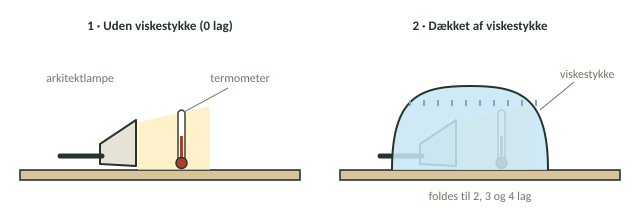 1 · Uden viskestykke (0 lag)
arkitektlampe
termometer
2 · Dækket af viskestykke
viskestykke
foldes til 2, 3 og 4 lag